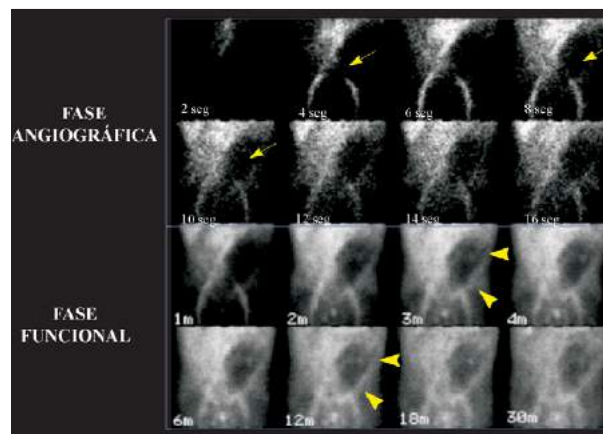 FASE
ANGIOGRÁFICA
2 seg
4 seg
6 seg
8 seg
10 seg
12 seg
14 seg
16 seg
FASE
FUNCIONAL
1m
2m
3m
4m
6m
12m
18m
30m